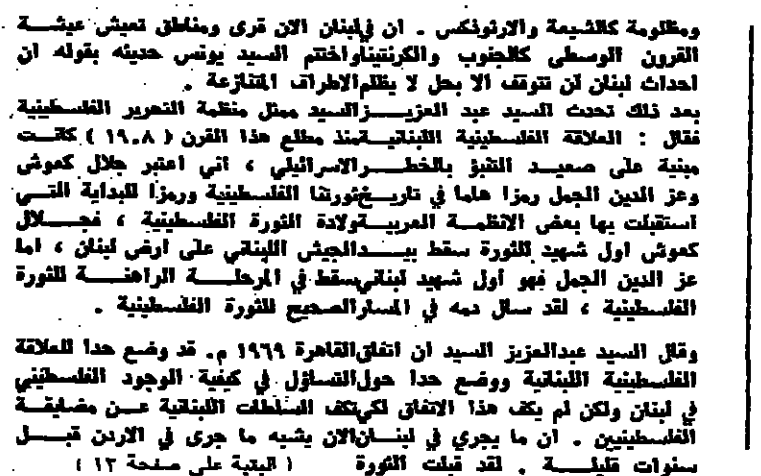 ومظلومة كالشيعة والارثوذكس . ان في لبنان الان قرى ومناطق تعيش عيشة
القرون الوسطى كالجنوب والكرنتينا واختتم السيد يونس حديثه بقوله ان
احداث لبنان لن تتوقف الا بحل لا يظلم الاطراف المتنازعة .
بعد ذلك تحدث السيد عبد العزيز السيد ممثل منظمة التحرير الفلسطينية
فقال : العلاقة الفلسطينية اللبنانية منذ مطلع هذا القرن ( ١٩٠٨ ) كانت
مبنية على صعيد التنبؤ بالخطر الاسرائيلي ، اني اعتبر جلال كعوش
وعز الدين الجمل رمزا هاما في تاريخ ثورتنا الفلسطينية ورمزا للبداية التي
استقبلت بها بعض الانظمة العربية ولادة الثورة الفلسطينية ، فجلال
كعوش اول شهيد للثورة سقط بيد الجيش اللبناني على ارض لبنان ، اما
عز الدين الجمل فهو أول شهيد لبناني سقط في المرحلة الراهنة للثورة
الفلسطينية ، لقد سال دمه في المسار الصحيح للثورة الفلسطينية .
وقال السيد عبدالعزيز السيد ان اتفاق القاهرة ١٩٦٩ م. قد وضع حدا للعلاقة
الفلسطينية اللبنانية ووضع حدا حول التساؤل في كيفية الوجود الفلسطيني
في لبنان ولكن لم يكف هذا الاتفاق لكي تكف السلطات اللبنانية عن مضايقة
الفلسطينيين . ان ما يجري في لبنان الان يشبه ما جرى في الاردن قبل
سنوات قليلة . لقد قبلت الثورة ( البقية على صفحة ١٢ )